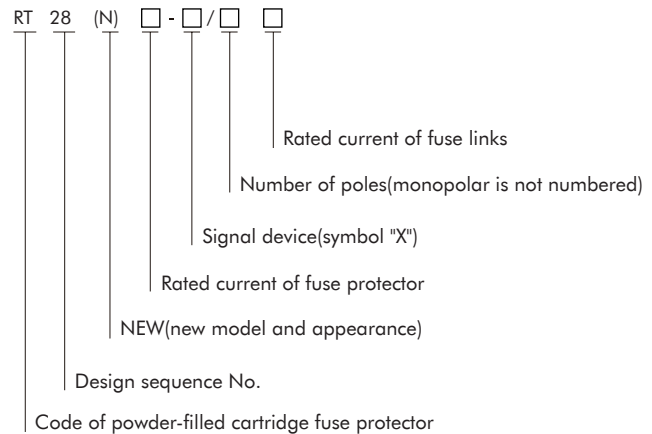 RT 28 (N) □ - □ / □ □
Rated current of fuse links
Number of poles(monopolar is not numbered)
Signal device(symbol "X")
Rated current of fuse protector
NEW(new model and appearance)
Design sequence No.
Code of powder-filled cartridge fuse protector